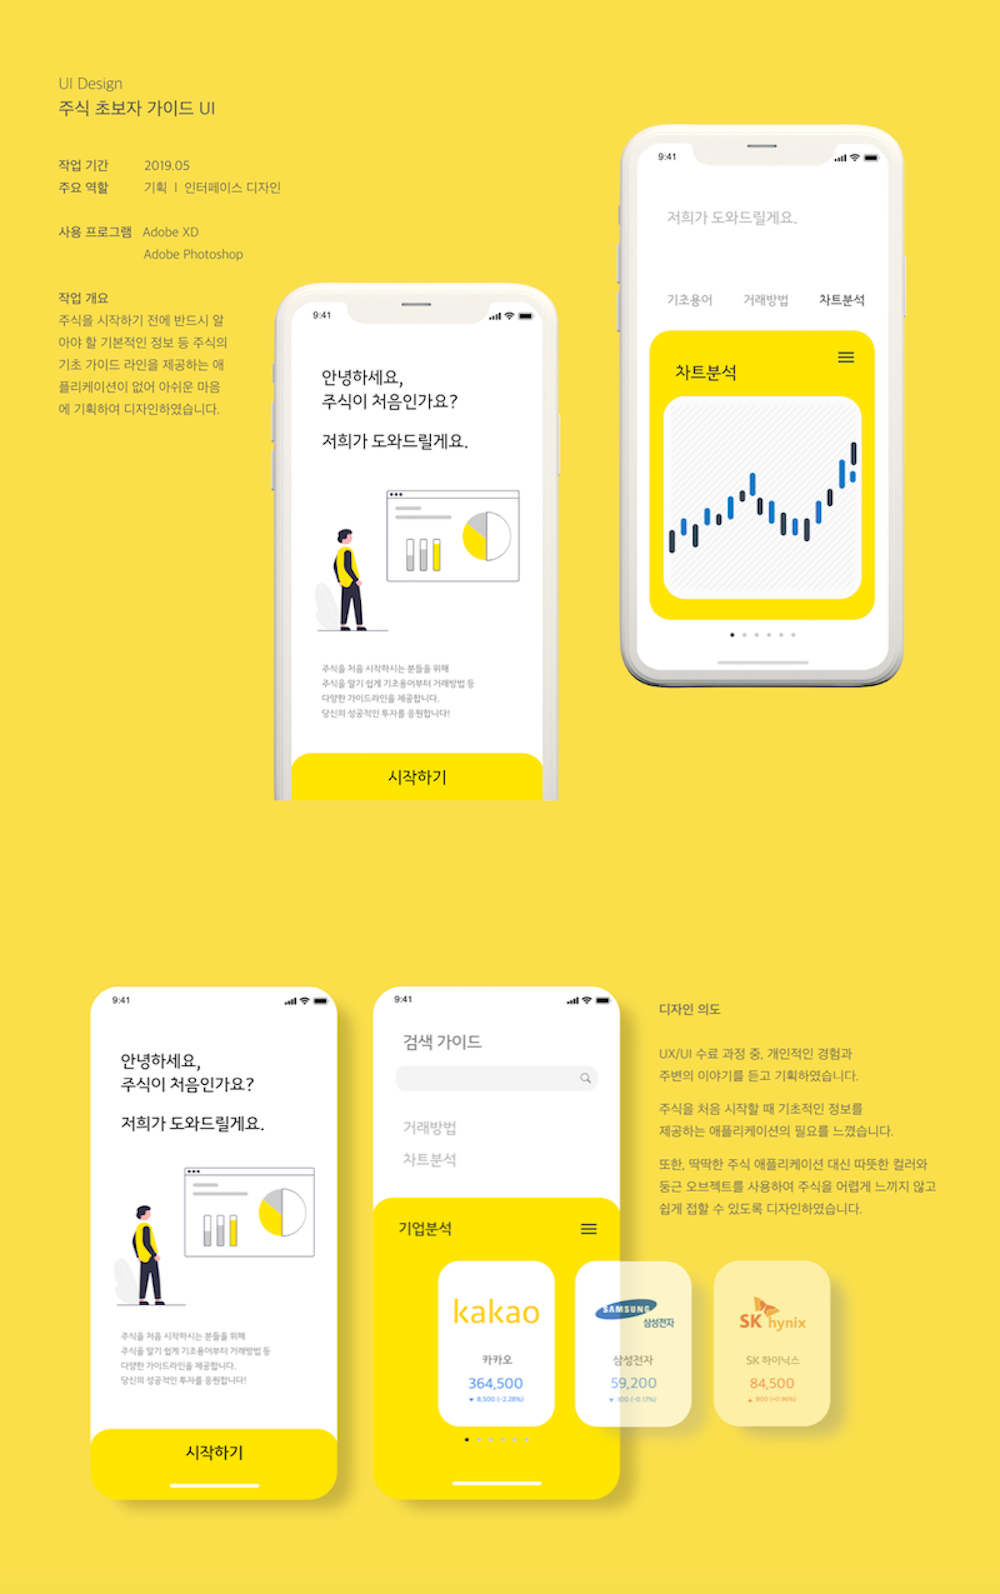 UI Design
주식 초보자 가이드 UI
작업 기간 2019.05
주요 역할 기획 | 인터페이스 디자인
사용 프로그램 Adobe XD
Adobe Photoshop
작업 개요
주식을 시작하기 전에 반드시 알
아야 할 기본적인 정보 등 주식의
기초 가이드 라인을 제공하는 애
플리케이션이 없어 아쉬운 마음
에 기획하여 디자인하였습니다.
9:41
안녕하세요,
주식이 처음인가요?
저희가 도와드릴게요.
주식을 처음 시작하시는 분들을 위해
주식을 알기 쉽게 기초용어부터 거래방법 등
다양한 가이드라인을 제공합니다.
당신의 성공적인 투자를 응원합니다!
시작하기
9:41
저희가 도와드릴게요.
기초용어 거래방법 차트분석
차트분석
9:41
안녕하세요,
주식이 처음인가요?
저희가 도와드릴게요.
주식을 처음 시작하시는 분들을 위해
주식을 알기 쉽게 기초용어부터 거래방법 등
다양한 가이드라인을 제공합니다.
당신의 성공적인 투자를 응원합니다!
시작하기
9:41
검색 가이드
거래방법
차트분석
기업분석
kakao
카카오
364,500
▼ 8,500 (-2.28%)
SAMSUNG
삼성전자
삼성전자
59,200
▼ 100 (-0.17%)
SK hynix
SK 하이닉스
84,500
▲ 800 (+0.96%)
디자인 의도
UX/UI 수료 과정 중, 개인적인 경험과
주변의 이야기를 듣고 기획하였습니다.
주식을 처음 시작할 때 기초적인 정보를
제공하는 애플리케이션의 필요를 느꼈습니다.
또한, 딱딱한 주식 애플리케이션 대신 따뜻한 컬러와
둥근 오브젝트를 사용하여 주식을 어렵게 느끼지 않고
쉽게 접할 수 있도록 디자인하였습니다.